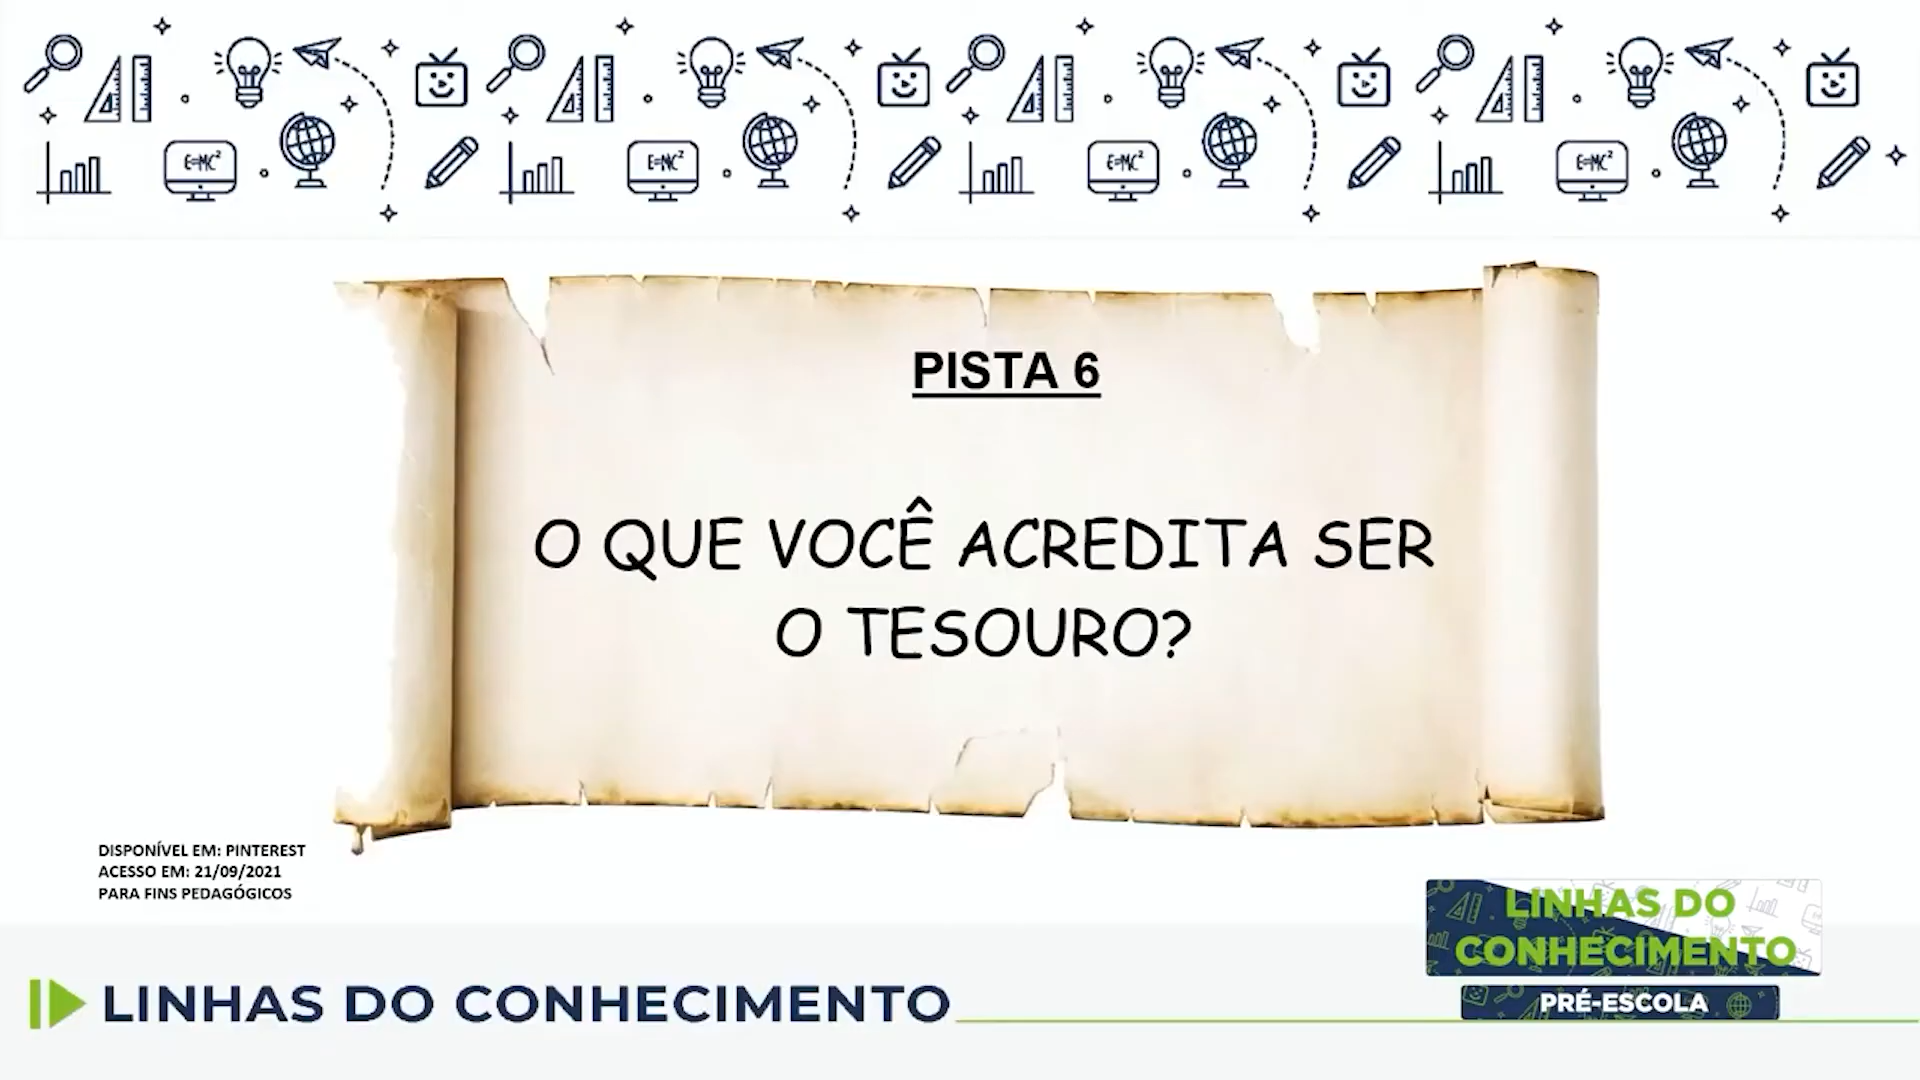 E=MC²
E=MC²
E=MC²
E=MC²
PISTA 6
O QUE VOCÊ ACREDITA SER
O TESOURO?
DISPONÍVEL EM: PINTEREST
ACESSO EM: 21/09/2021
PARA FINS PEDAGÓGICOS
LINHAS DO
CONHECIMENTO
PRÉ-ESCOLA
LINHAS DO CONHECIMENTO